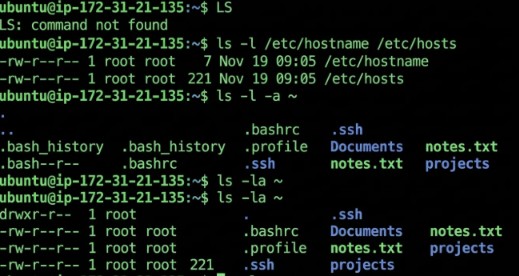 ubuntu@ip-172-31-21-135:~$ LS
LS: command not found
ubuntu@ip-172-31-21-135:~$ ls -l /etc/hostname /etc/hosts
-rw-r--r-- 1 root root 7 Nov 19 09:05 /etc/hostname
-rw-r--r-- 1 root root 221 Nov 19 09:05 /etc/hosts
ubuntu@ip-172-31-21-135:~$ ls -l -a ~
.
.. .bashrc .ssh
.bash_history .bash_history .profile Documents notes.txt
.bash--r-- .bashrc .ssh notes.txt projects
ubuntu@ip-172-31-21-135:~$ ls -la ~
ubuntu@ip-172-31-21-135:~$ ls -la ~
drwxr-r-- 1 root . .ssh
-rw-r--r-- 1 root root .bashrc Documents notes.txt
-rw-r--r-- 1 root root .profile notes.txt projects
-rw-r--r-- 1 root root 221 .ssh projects